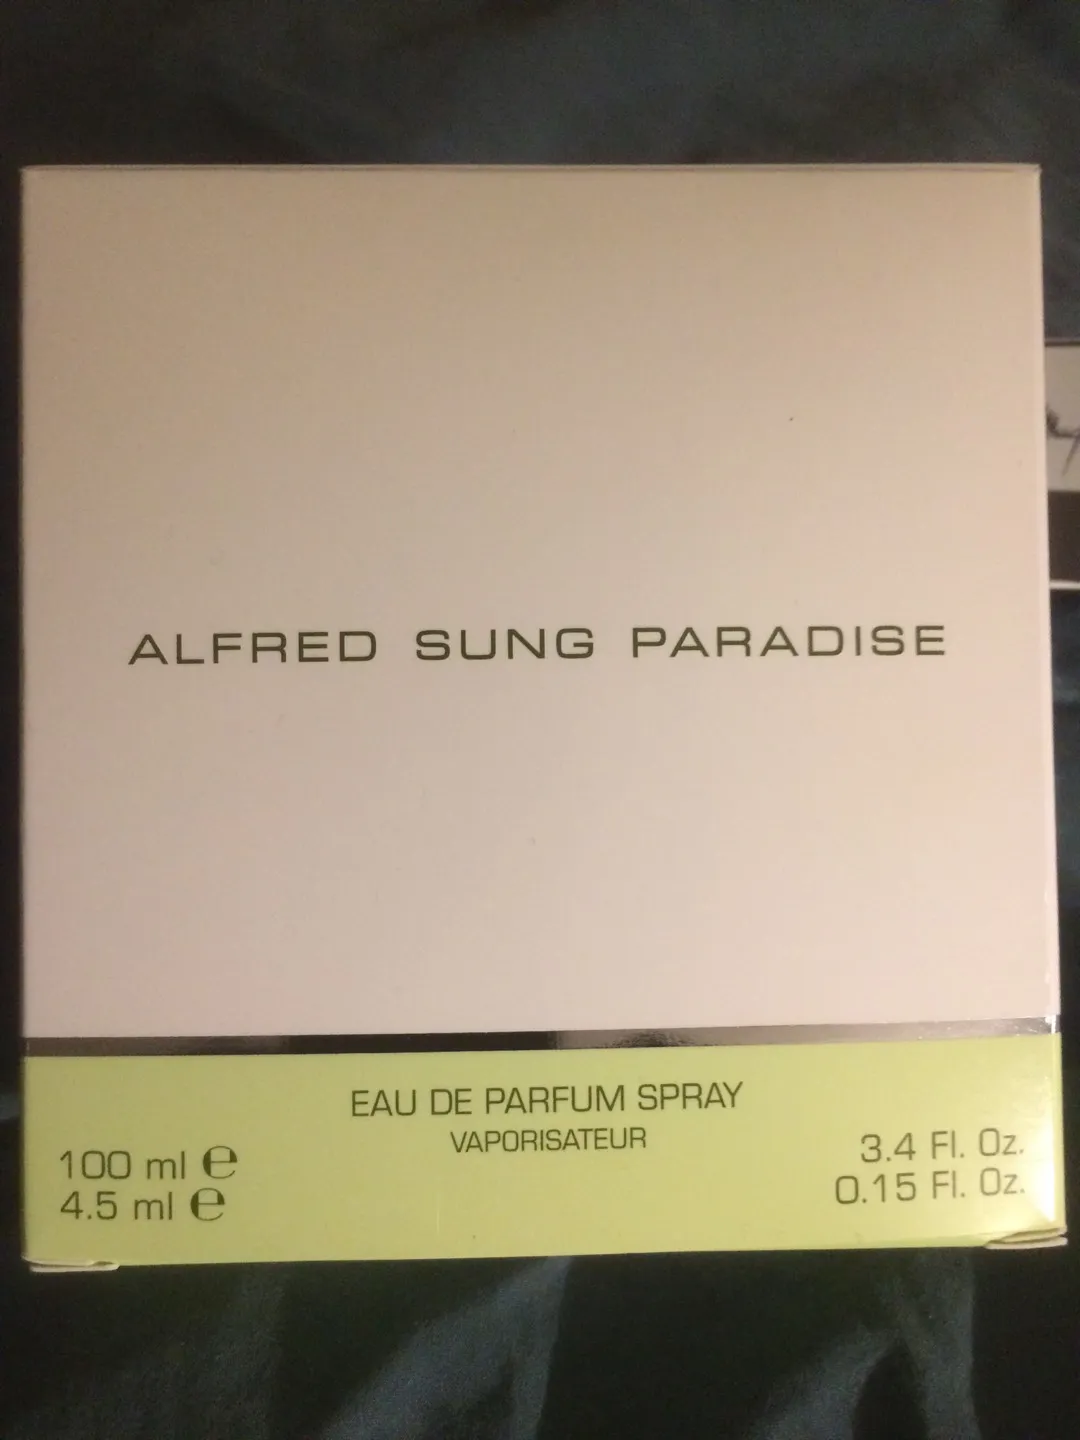 ALFRED SUNG PARADISE
EAU DE PARFUM SPRAY
VAPORISATEUR
100 ml ℮
4.5 ml ℮
3.4 Fl. Oz.
0.15 Fl. Oz.